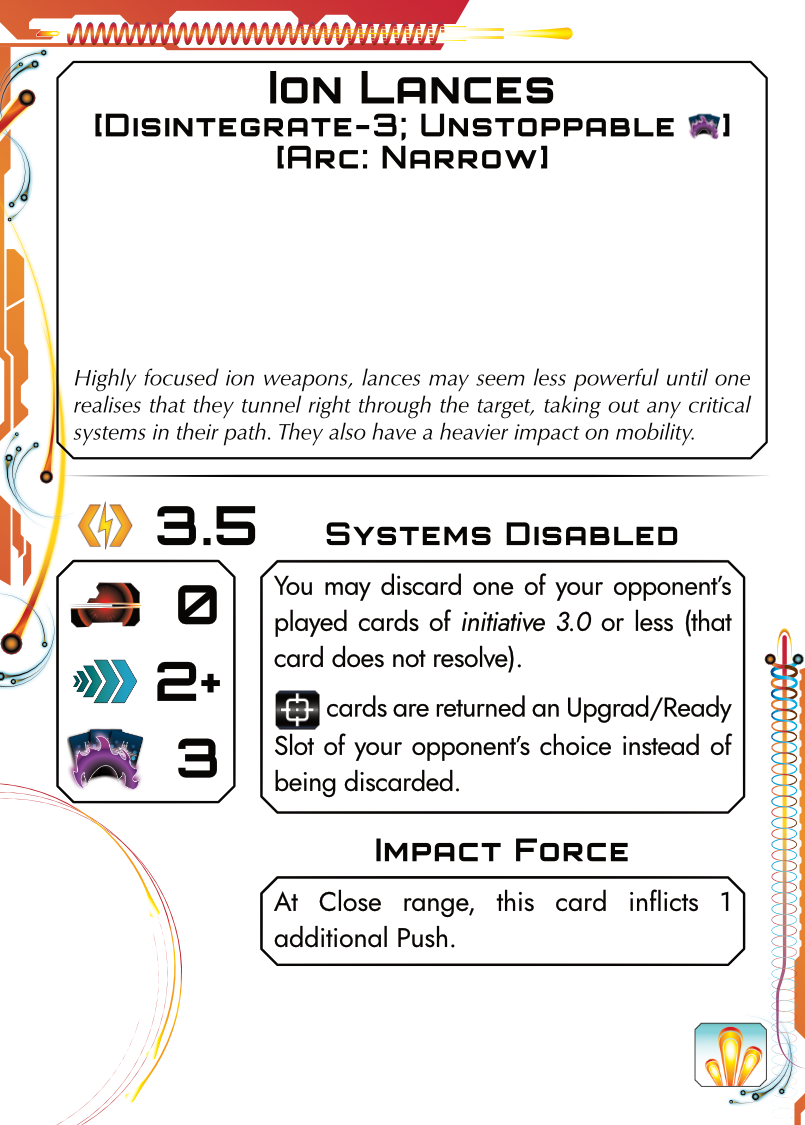 Ion Lances
[Disintegrate-3; Unstoppable ]
[Arc: Narrow]
Highly focused ion weapons, lances may seem less powerful until one
realises that they tunnel right through the target, taking out any critical
systems in their path. They also have a heavier impact on mobility.
3.5
Systems Disabled
0
2+
3
You may discard one of your opponent's
played cards of initiative 3.0 or less (that
card does not resolve).
cards are returned an Upgrad/Ready
Slot of your opponent's choice instead of
being discarded.
Impact Force
At Close range, this card inflicts 1
additional Push.